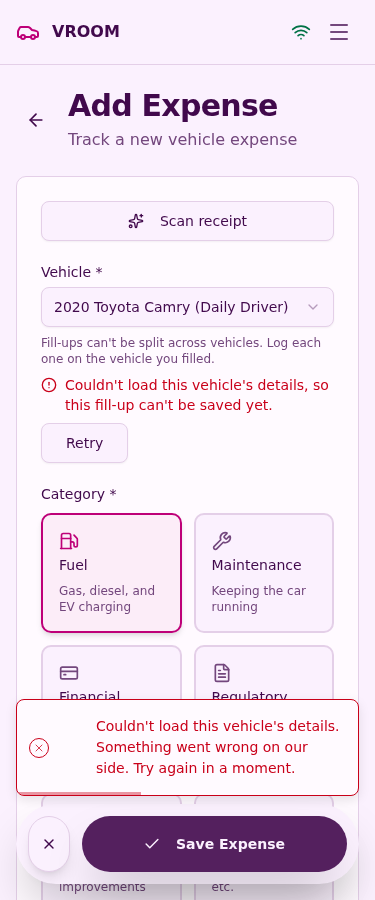 VROOM
Add Expense
Track a new vehicle expense
Scan receipt
Vehicle *
2020 Toyota Camry (Daily Driver)
Fill-ups can't be split across vehicles. Log each
one on the vehicle you filled.
Couldn't load this vehicle's details, so
this fill-up can't be saved yet.
Retry
Category *
Fuel
Gas, diesel, and
EV charging
Maintenance
Keeping the car
running
Financial
Regulatory
Couldn't load this vehicle's details.
Something went wrong on our
side. Try again in a moment.
Save Expense
improvements
etc.